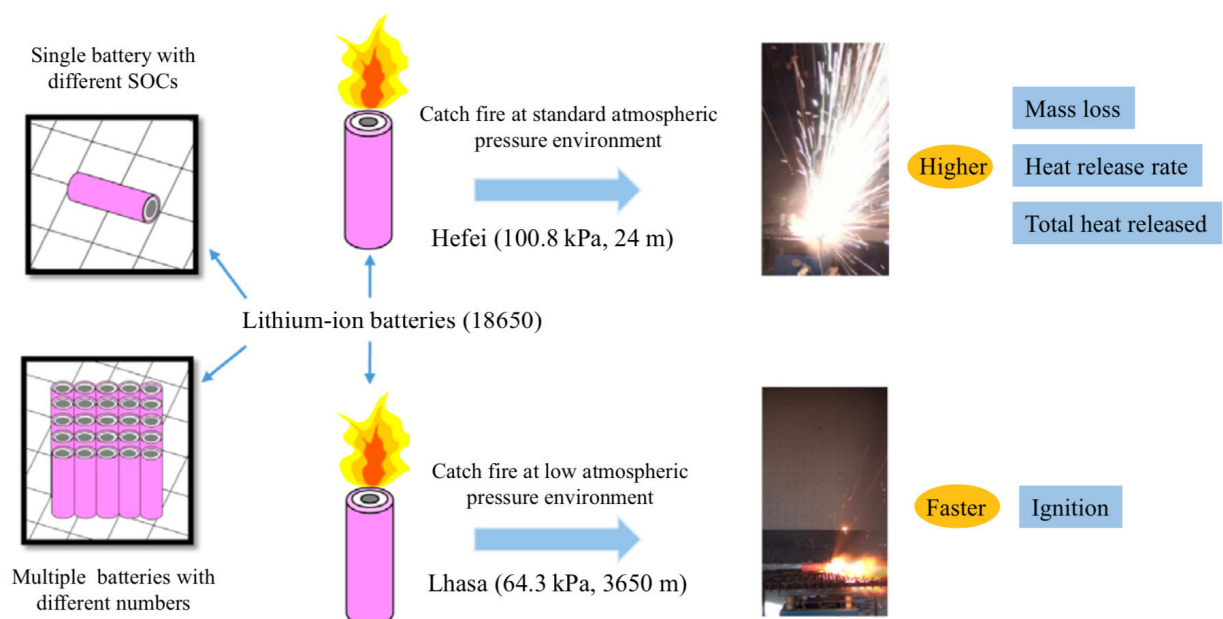 Single battery with
different SOCs
Catch fire at standard atmospheric
pressure environment
Hefei (100.8 kPa, 24 m)
Higher
Mass loss
Heat release rate
Total heat released
Lithium-ion batteries (18650)
Multiple batteries with
different numbers
Catch fire at low atmospheric
pressure environment
Lhasa (64.3 kPa, 3650 m)
Faster
Ignition